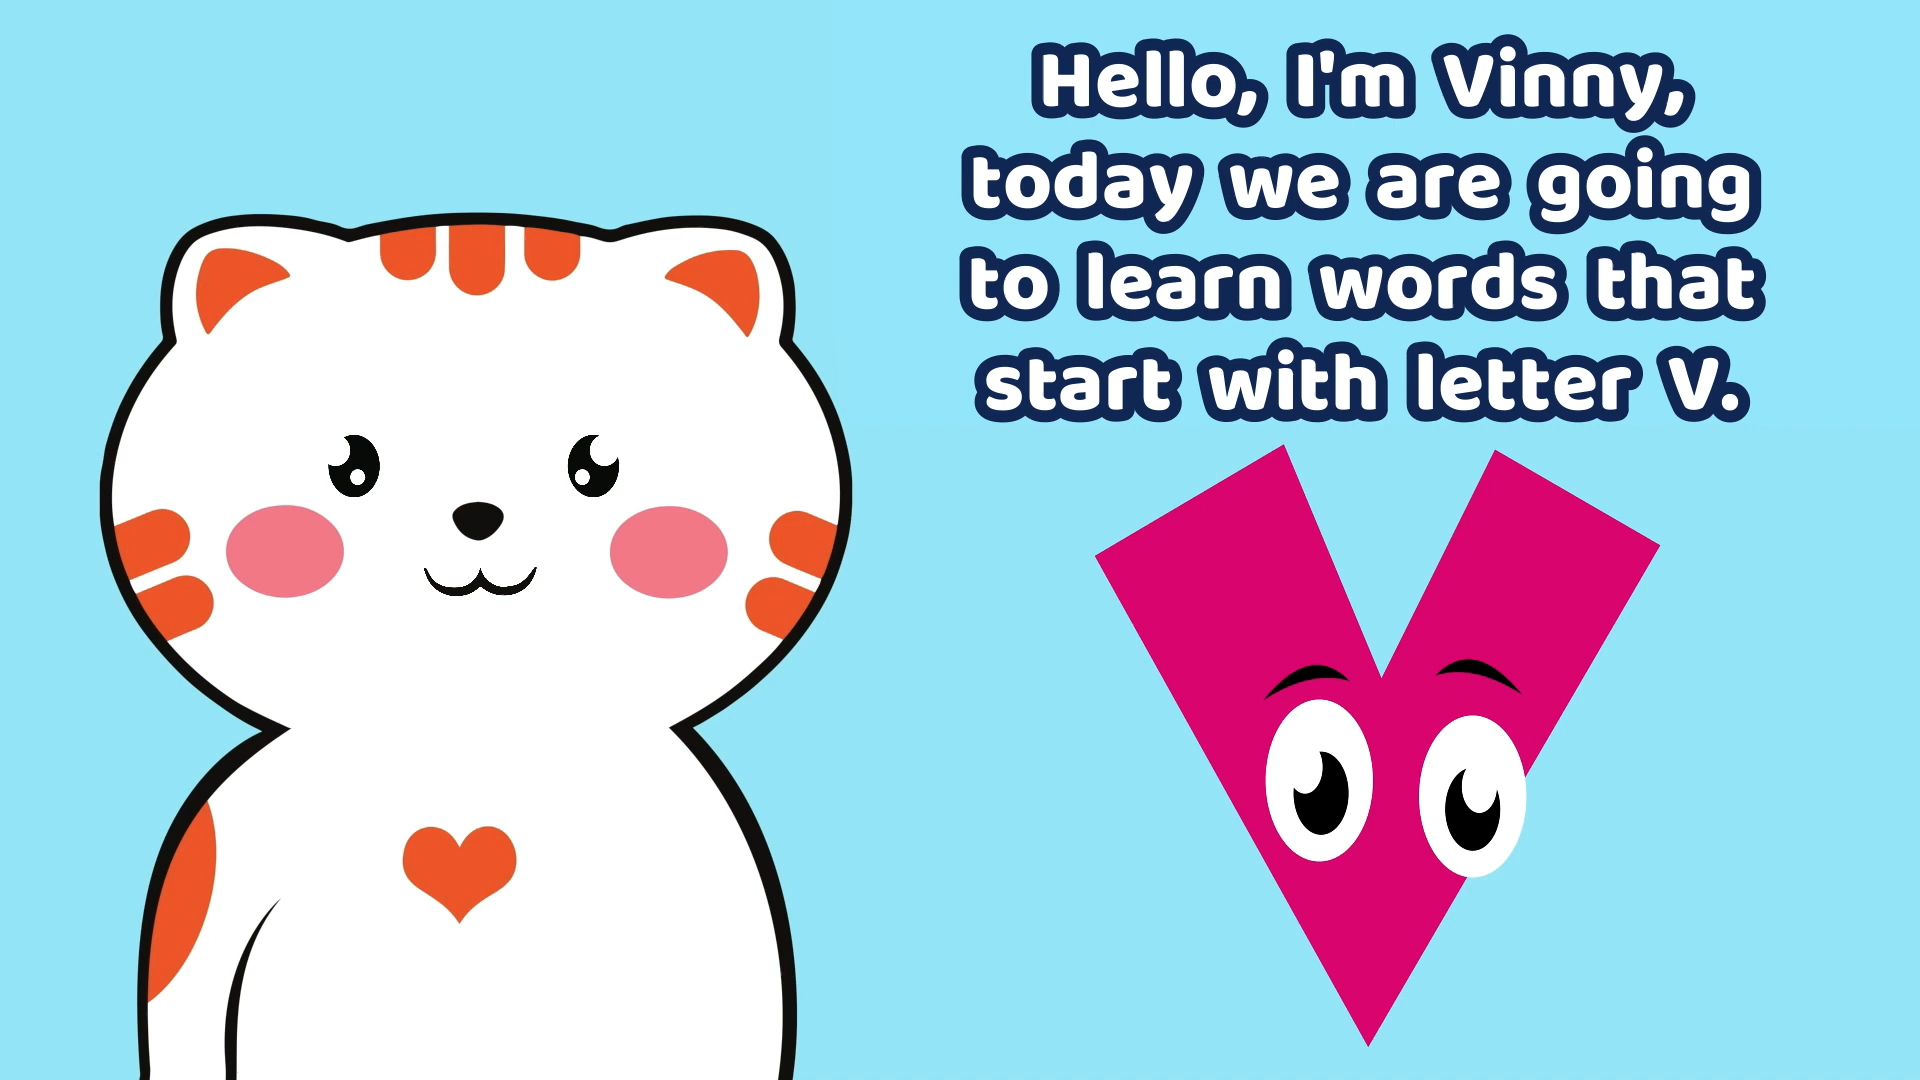 Hello, I'm Vinny,
today we are going
to learn words that
start with letter V.
V